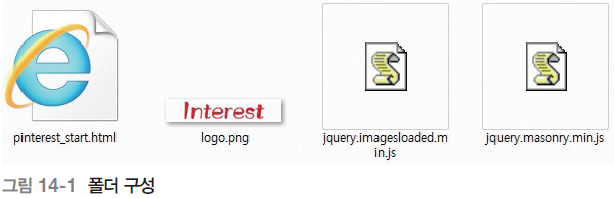 Interest
pinterest_start.html
logo.png
jquery.imagesloaded.m
in.js
jquery.masonry.min.js
그림 14-1 폴더 구성